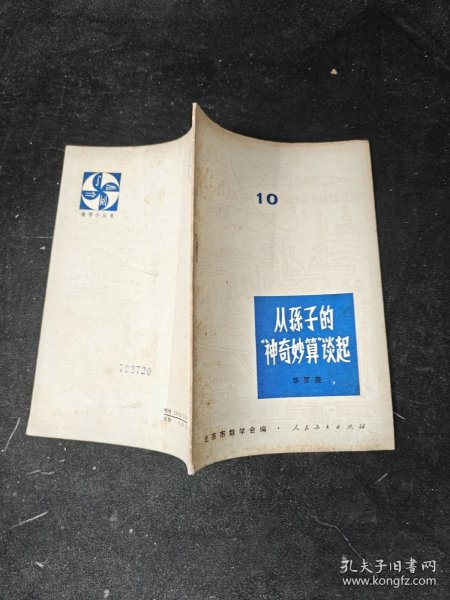 10
从孫子的
“神奇妙算”谈起
华罗庚
北京市数学会编 · 人民教育出版社
数学小丛书
702720
孔夫子旧书网
www.kongfz.com